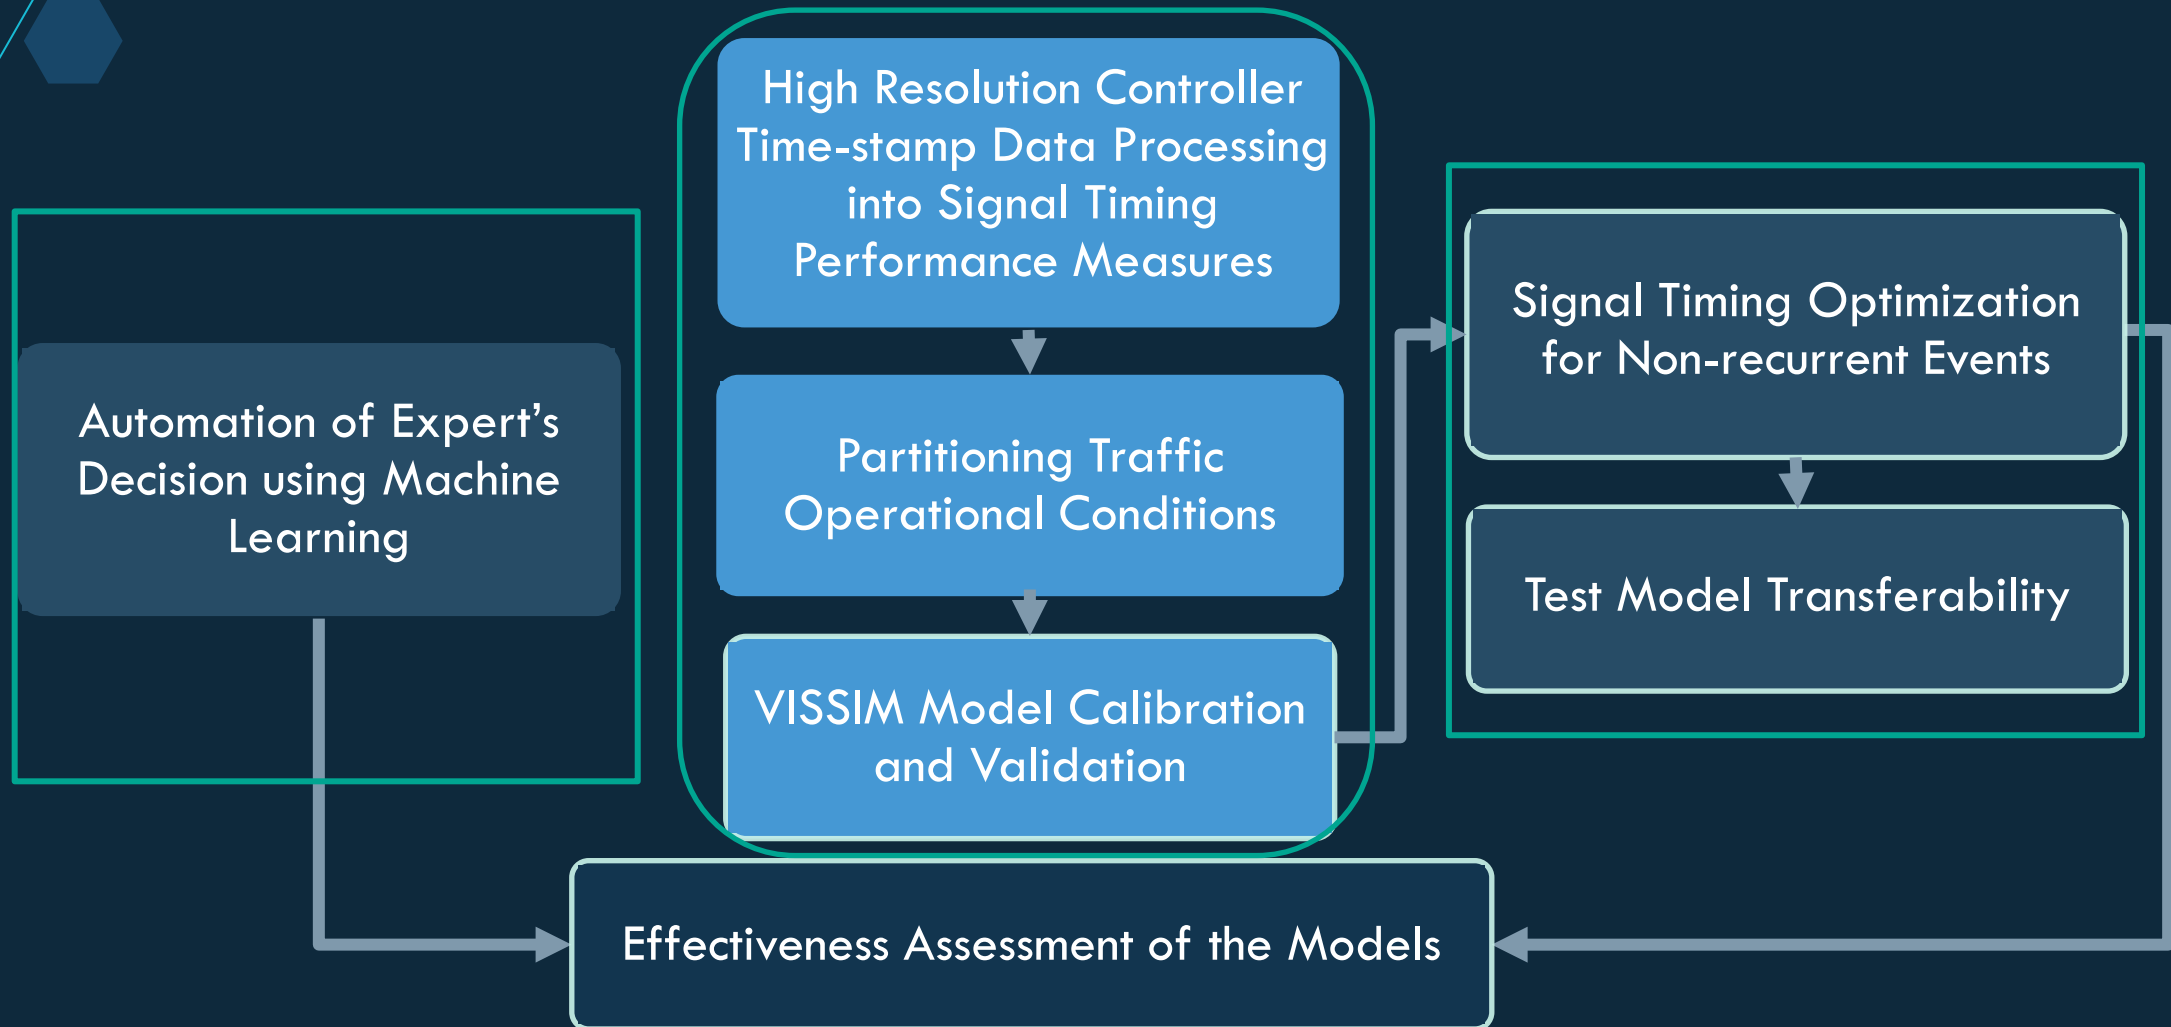 High Resolution Controller
Time-stamp Data Processing
into Signal Timing
Performance Measures
Automation of Expert’s
Decision using Machine
Learning
Partitioning Traffic
Operational Conditions
VISSIM Model Calibration
and Validation
Signal Timing Optimization
for Non-recurrent Events
Test Model Transferability
Effectiveness Assessment of the Models